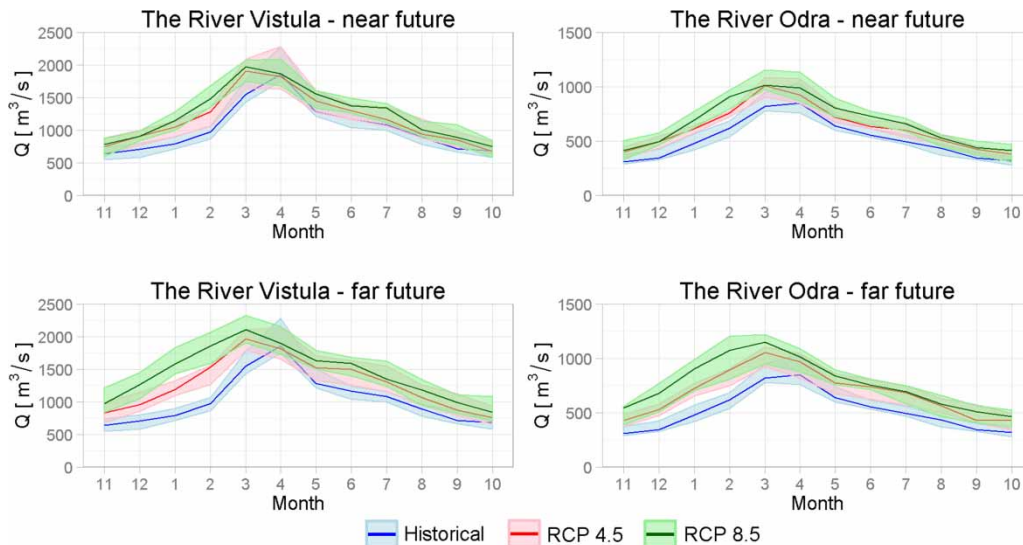 The River Vistula - near future
Q [ m³/s ]
2500
2000
1500
1000
500
0
11 12 1 2 3 4 5 6 7 8 9 10
Month
The River Odra - near future
Q [ m³/s ]
1500
1000
500
0
11 12 1 2 3 4 5 6 7 8 9 10
Month
The River Vistula - far future
Q [ m³/s ]
2500
2000
1500
1000
500
0
11 12 1 2 3 4 5 6 7 8 9 10
Month
The River Odra - far future
Q [ m³/s ]
1500
1000
500
0
11 12 1 2 3 4 5 6 7 8 9 10
Month
Historical RCP 4.5 RCP 8.5